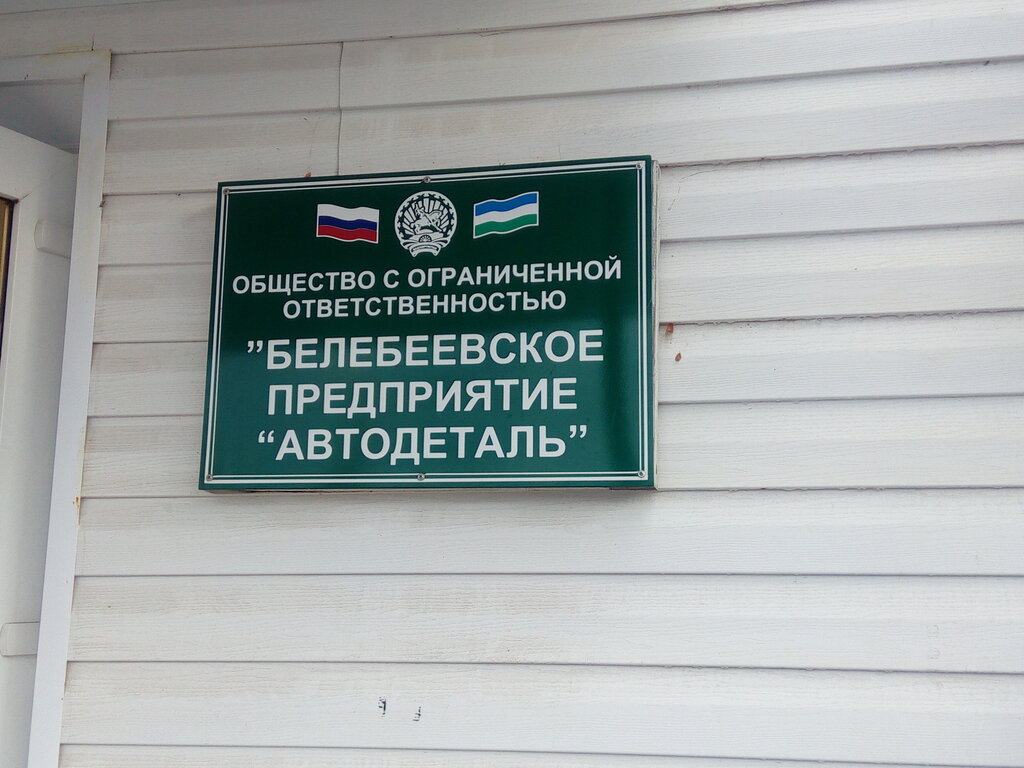 ОБЩЕСТВО С ОГРАНИЧЕННОЙ
ОТВЕТСТВЕННОСТЬЮ
”БЕЛЕБЕЕВСКОЕ
ПРЕДПРИЯТИЕ
“АВТОДЕТАЛЬ”